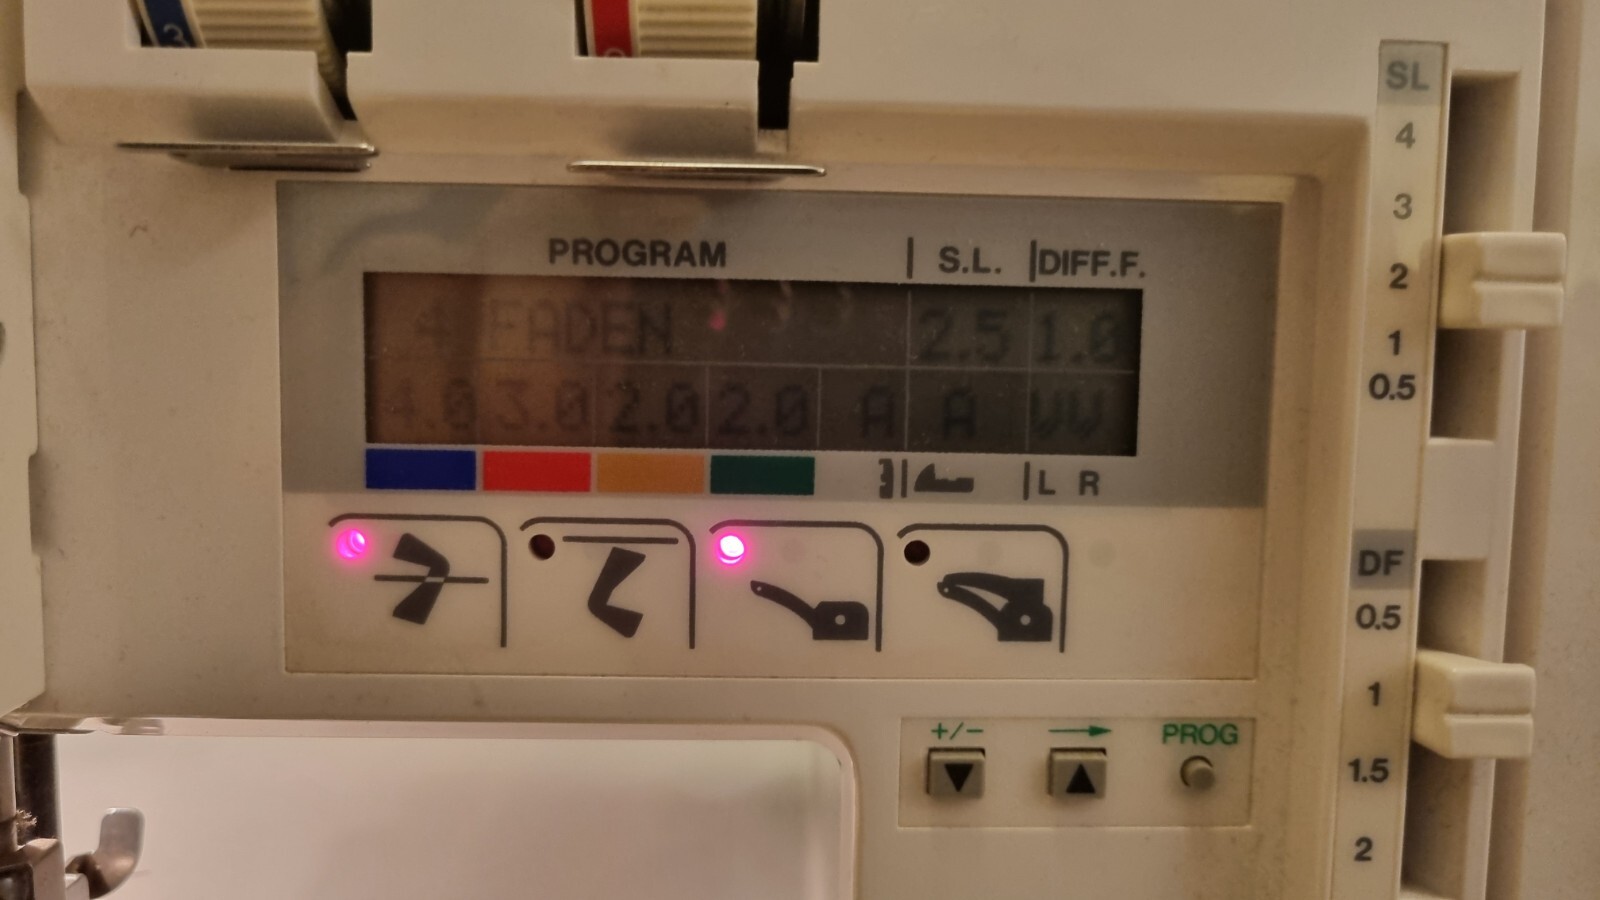 3
SL
4
3
2
1
0.5
PROGRAM | S.L. | DIFF.F.
4 FADEN 2.5 1.0
4.0 3.0 2.0 2.0 A A VV
L R
DF
0.5
1
1.5
2
+/- PROG